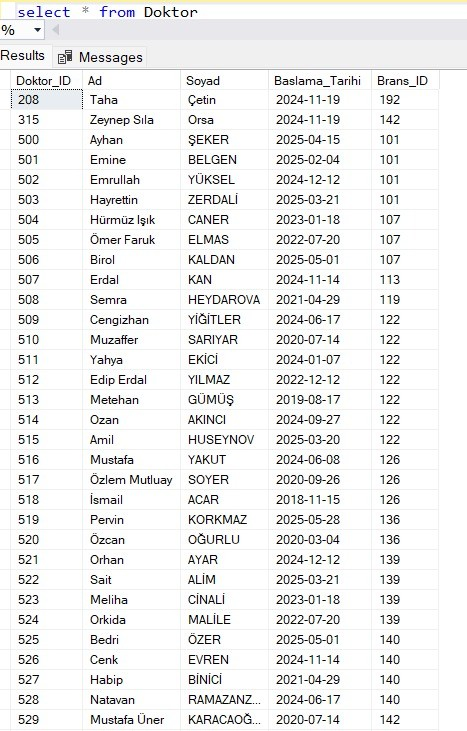 select * from Doktor
%
Results Messages
Doktor_ID Ad Soyad Baslama_Tarihi Brans_ID
208 Taha Çetin 2024-11-19 192
315 Zeynep Sıla Orsa 2024-11-19 142
500 Ayhan ŞEKER 2025-04-15 101
501 Emine BELGEN 2025-02-04 101
502 Emrullah YÜKSEL 2024-12-12 101
503 Hayrettin ZERDALİ 2025-03-21 101
504 Hürmüz Işık CANER 2023-01-18 107
505 Ömer Faruk ELMAS 2022-07-20 107
506 Birol KALDAN 2025-05-01 107
507 Erdal KAN 2024-11-14 113
508 Semra HEYDAROVA 2021-04-29 119
509 Cengizhan YİĞİTLER 2024-06-17 122
510 Muzaffer SARIYAR 2020-07-14 122
511 Yahya EKİCİ 2024-01-07 122
512 Edip Erdal YILMAZ 2022-12-12 122
513 Metehan GÜMÜŞ 2019-08-17 122
514 Ozan AKINCI 2024-09-27 122
515 Amil HUSEYNOV 2025-03-20 122
516 Mustafa YAKUT 2024-06-08 126
517 Özlem Mutluay SOYER 2020-09-26 126
518 İsmail ACAR 2018-11-15 126
519 Pervin KORKMAZ 2025-05-28 136
520 Özcan OĞURLU 2020-03-04 136
521 Orhan AYAR 2024-12-12 139
522 Sait ALİM 2025-03-21 139
523 Meliha CİNALİ 2023-01-18 139
524 Orkida MALİLE 2022-07-20 139
525 Bedri ÖZER 2025-05-01 140
526 Cenk EVREN 2024-11-14 140
527 Habip BİNİCİ 2021-04-29 140
528 Natavan RAMAZANZ... 2024-06-17 140
529 Mustafa Üner KARACAOĞ... 2020-07-14 142